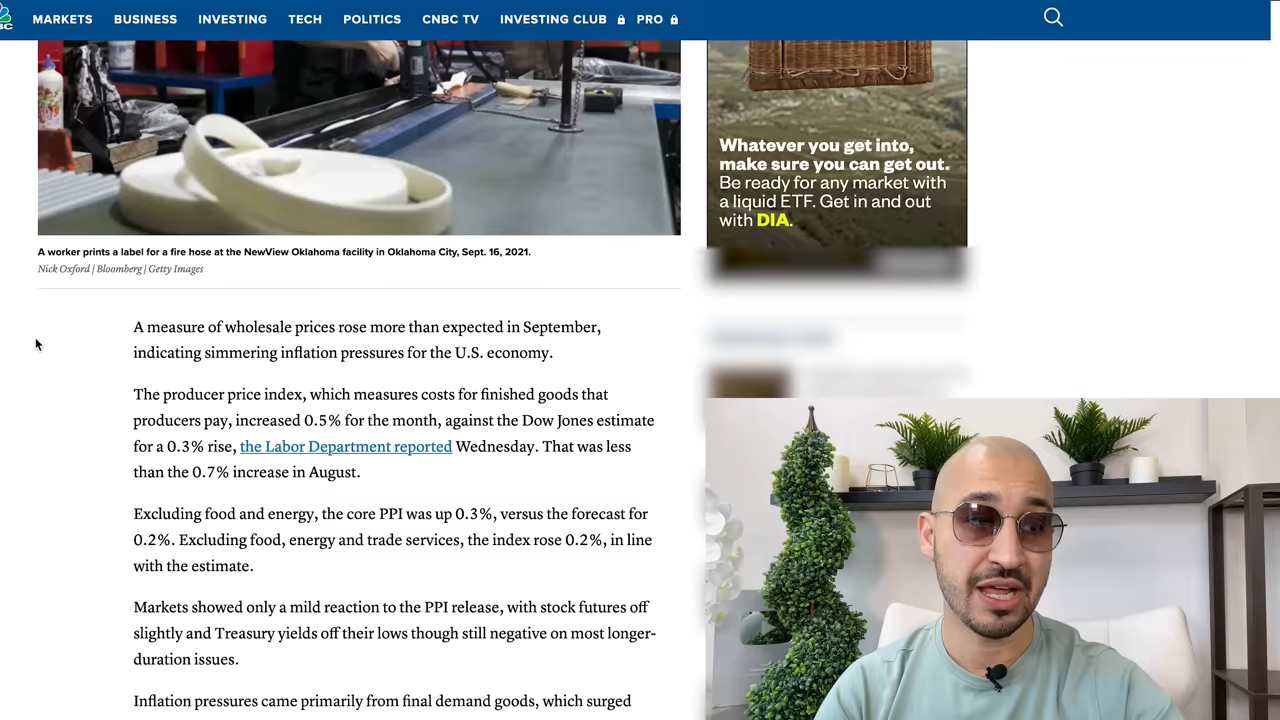 BC
MARKETS BUSINESS INVESTING TECH POLITICS CNBC TV INVESTING CLUB PRO
Whatever you get into,
make sure you can get out.
Be ready for any market with
a liquid ETF. Get in and out
with DIA.
A worker prints a label for a fire hose at the NewView Oklahoma facility in Oklahoma City, Sept. 16, 2021.
Nick Oxford | Bloomberg | Getty Images
A measure of wholesale prices rose more than expected in September,
indicating simmering inflation pressures for the U.S. economy.
The producer price index, which measures costs for finished goods that
producers pay, increased 0.5% for the month, against the Dow Jones estimate
for a 0.3% rise, the Labor Department reported Wednesday. That was less
than the 0.7% increase in August.
Excluding food and energy, the core PPI was up 0.3%, versus the forecast for
0.2%. Excluding food, energy and trade services, the index rose 0.2%, in line
with the estimate.
Markets showed only a mild reaction to the PPI release, with stock futures off
slightly and Treasury yields off their lows though still negative on most longer-
duration issues.
Inflation pressures came primarily from final demand goods, which surged